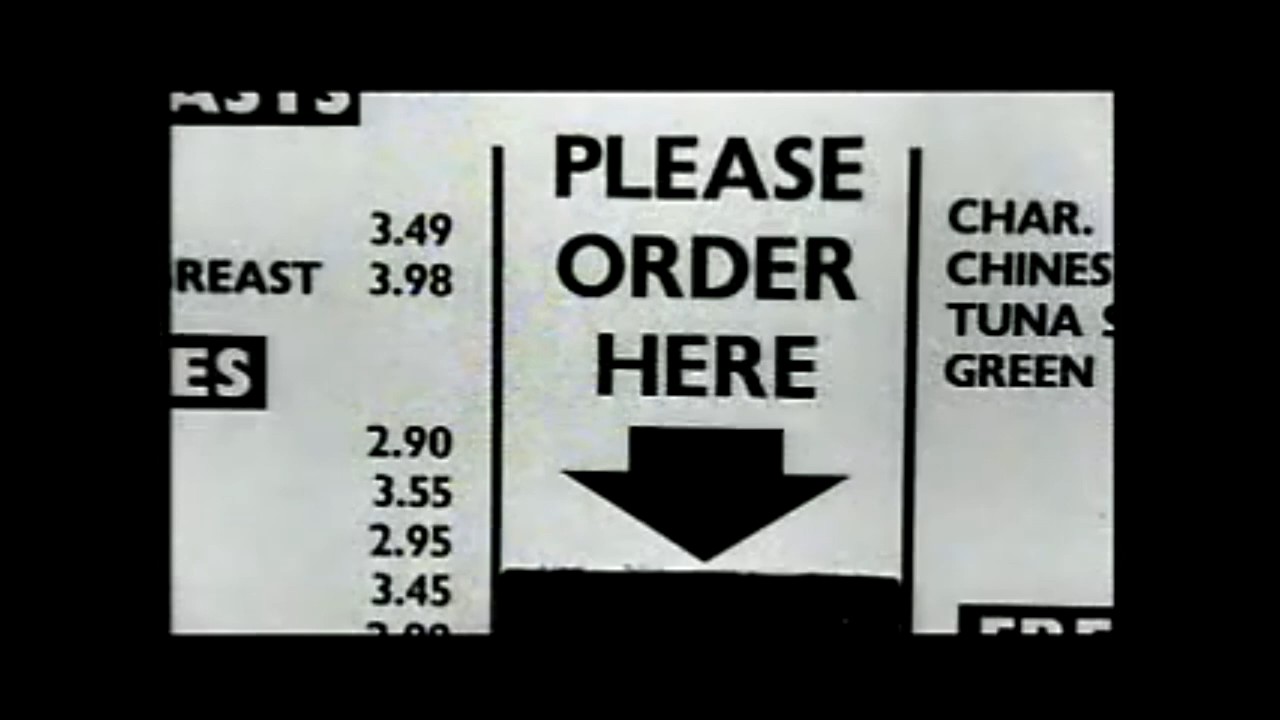 ASTS
3.49
REAST 3.98
ES
2.90
3.55
2.95
3.45
PLEASE
ORDER
HERE
CHAR.
CHINES
TUNA
GREEN